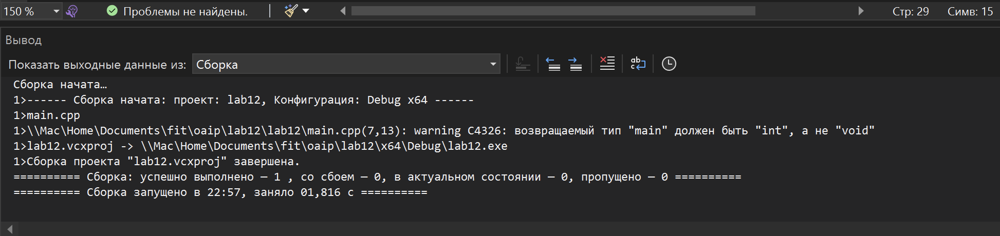 150 % Проблемы не найдены. Стр: 29 Симв: 15
Вывод
Показать выходные данные из: Сборка ab c
Сборка начата…
1>------ Сборка начата: проект: lab12, Конфигурация: Debug x64 ------
1>main.cpp
1>\\Mac\Home\Documents\fit\oaip\lab12\lab12\main.cpp(7,13): warning C4326: возвращаемый тип "main" должен быть "int", а не "void"
1>lab12.vcxproj -> \\Mac\Home\Documents\fit\oaip\lab12\x64\Debug\lab12.exe
1>Сборка проекта "lab12.vcxproj" завершена.
========== Сборка: успешно выполнено — 1 , со сбоем — 0, в актуальном состоянии — 0, пропущено — 0 ==========
========== Сборка запущено в 22:57, заняло 01,816 с ==========